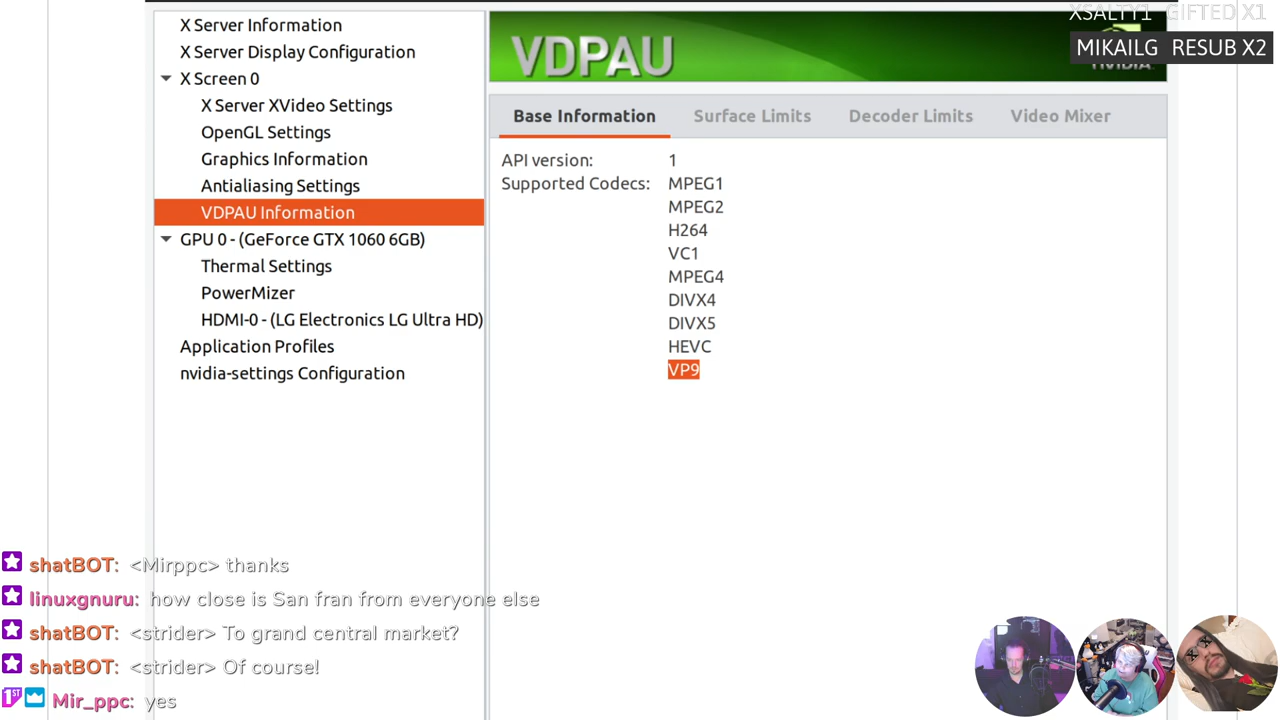 XSALTY1 GIFTED X1
MIKAILG RESUB X2
X Server Information
X Server Display Configuration
X Screen 0
X Server XVideo Settings
OpenGL Settings
Graphics Information
Antialiasing Settings
VDPAU Information
GPU 0 - (GeForce GTX 1060 6GB)
Thermal Settings
PowerMizer
HDMI-0 - (LG Electronics LG Ultra HD)
Application Profiles
nvidia-settings Configuration
VDPAU
NVIDIA.
Base Information Surface Limits Decoder Limits Video Mixer
API version: 1
Supported Codecs: MPEG1
MPEG2
H264
VC1
MPEG4
DIVX4
DIVX5
HEVC
VP9
shatBOT: <Mirppc> thanks
linuxgnuru: how close is San fran from everyone else
shatBOT: <strider> To grand central market?
shatBOT: <strider> Of course!
1ST Mir_ppc: yes